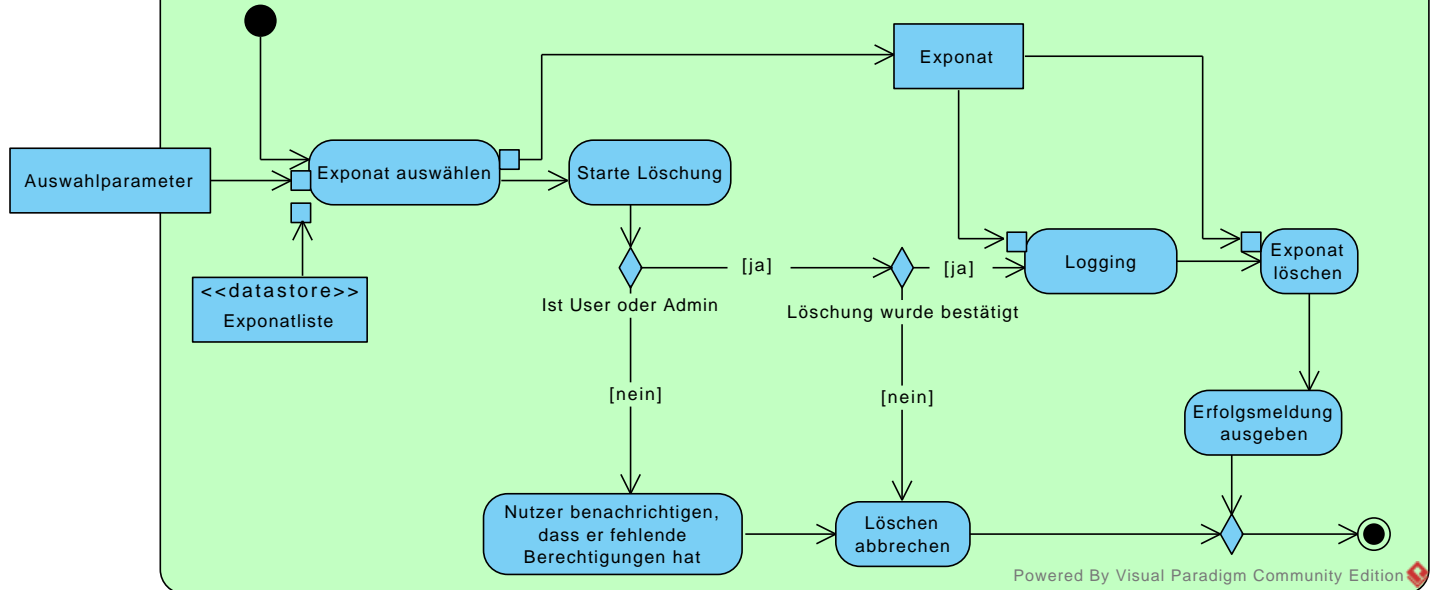 Exponat
Auswahlparameter
Exponat auswählen
Starte Löschung
<<datastore>>
Exponatliste
Ist User oder Admin
[ja]
Löschung wurde bestätigt
[ja]
Logging
Exponat
löschen
[nein]
[nein]
Erfolgsmeldung
ausgeben
Nutzer benachrichtigen,
dass er fehlende
Berechtigungen hat
Löschen
abbrechen
Powered By Visual Paradigm Community Edition